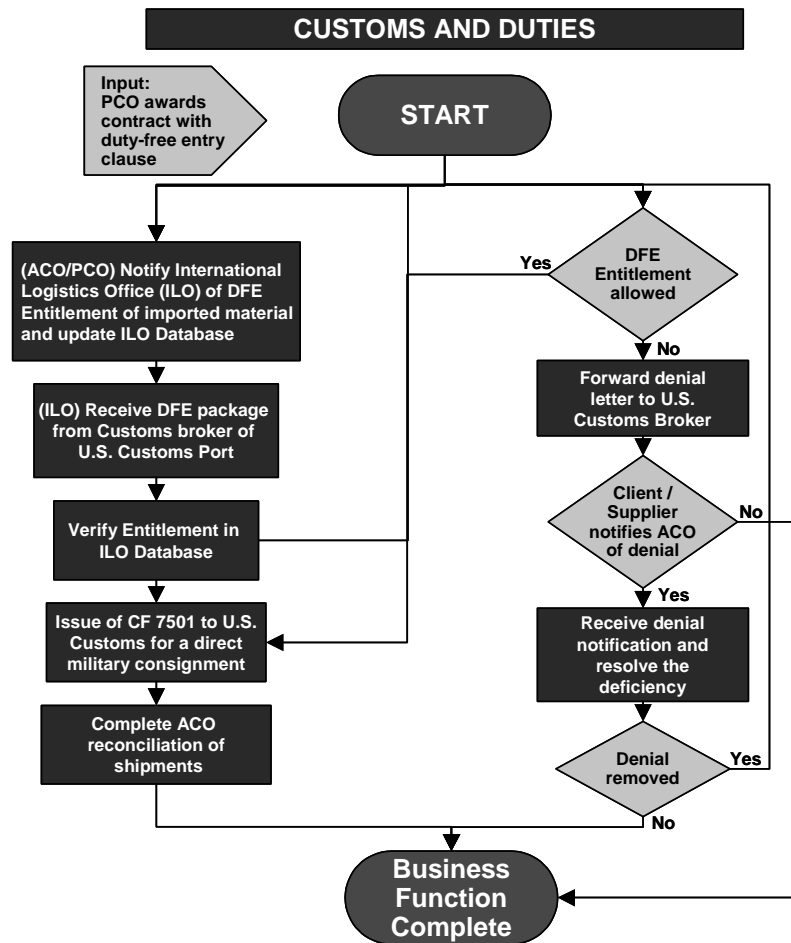 CUSTOMS AND DUTIES
Input:
PCO awards
contract with
duty-free entry
clause
START
(ACO/PCO) Notify International
Logistics Office (ILO) of DFE
Entitlement of imported material
and update ILO Database
(ILO) Receive DFE package
from Customs broker of
U.S. Customs Port
Verify Entitlement in
ILO Database
Issue of CF 7501 to U.S.
Customs for a direct
military consignment
Complete ACO
reconciliation of
shipments
Yes
DFE
Entitlement
allowed
No
Forward denial
letter to U.S.
Customs Broker
Client /
Supplier
notifies ACO
of denial
No
Yes
Receive denial
notification and
resolve the
deficiency
Denial
removed
Yes
No
Business
Function
Complete